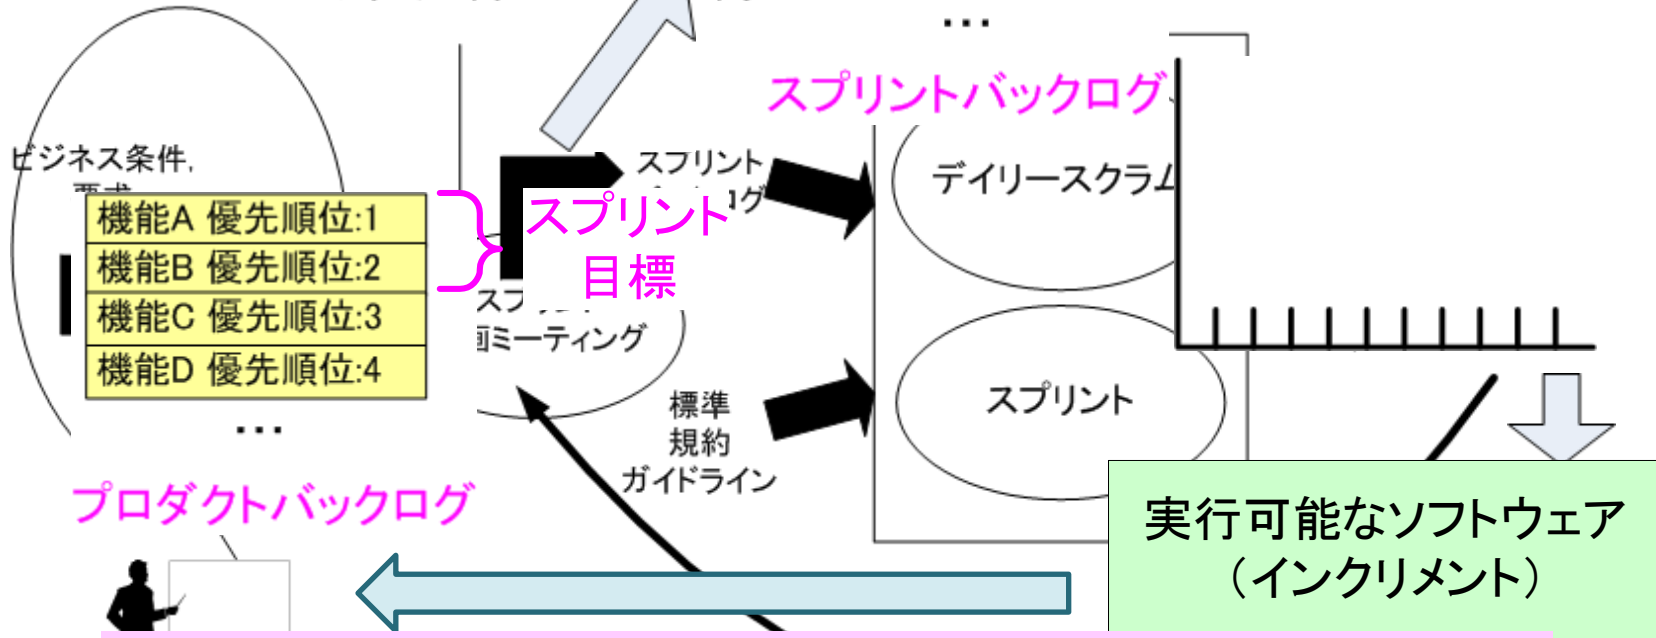 ...
スプリントバックログ
ビジネス条件,
機能A 優先順位:1
機能B 優先順位:2
機能C 優先順位:3
機能D 優先順位:4
...
プロダクトバックログ
スプリント
目標
スプリント
グ
画ミーティング
標準
規約
ガイドライン
デイリースクラム
スプリント
実行可能なソフトウェア
（インクリメント）